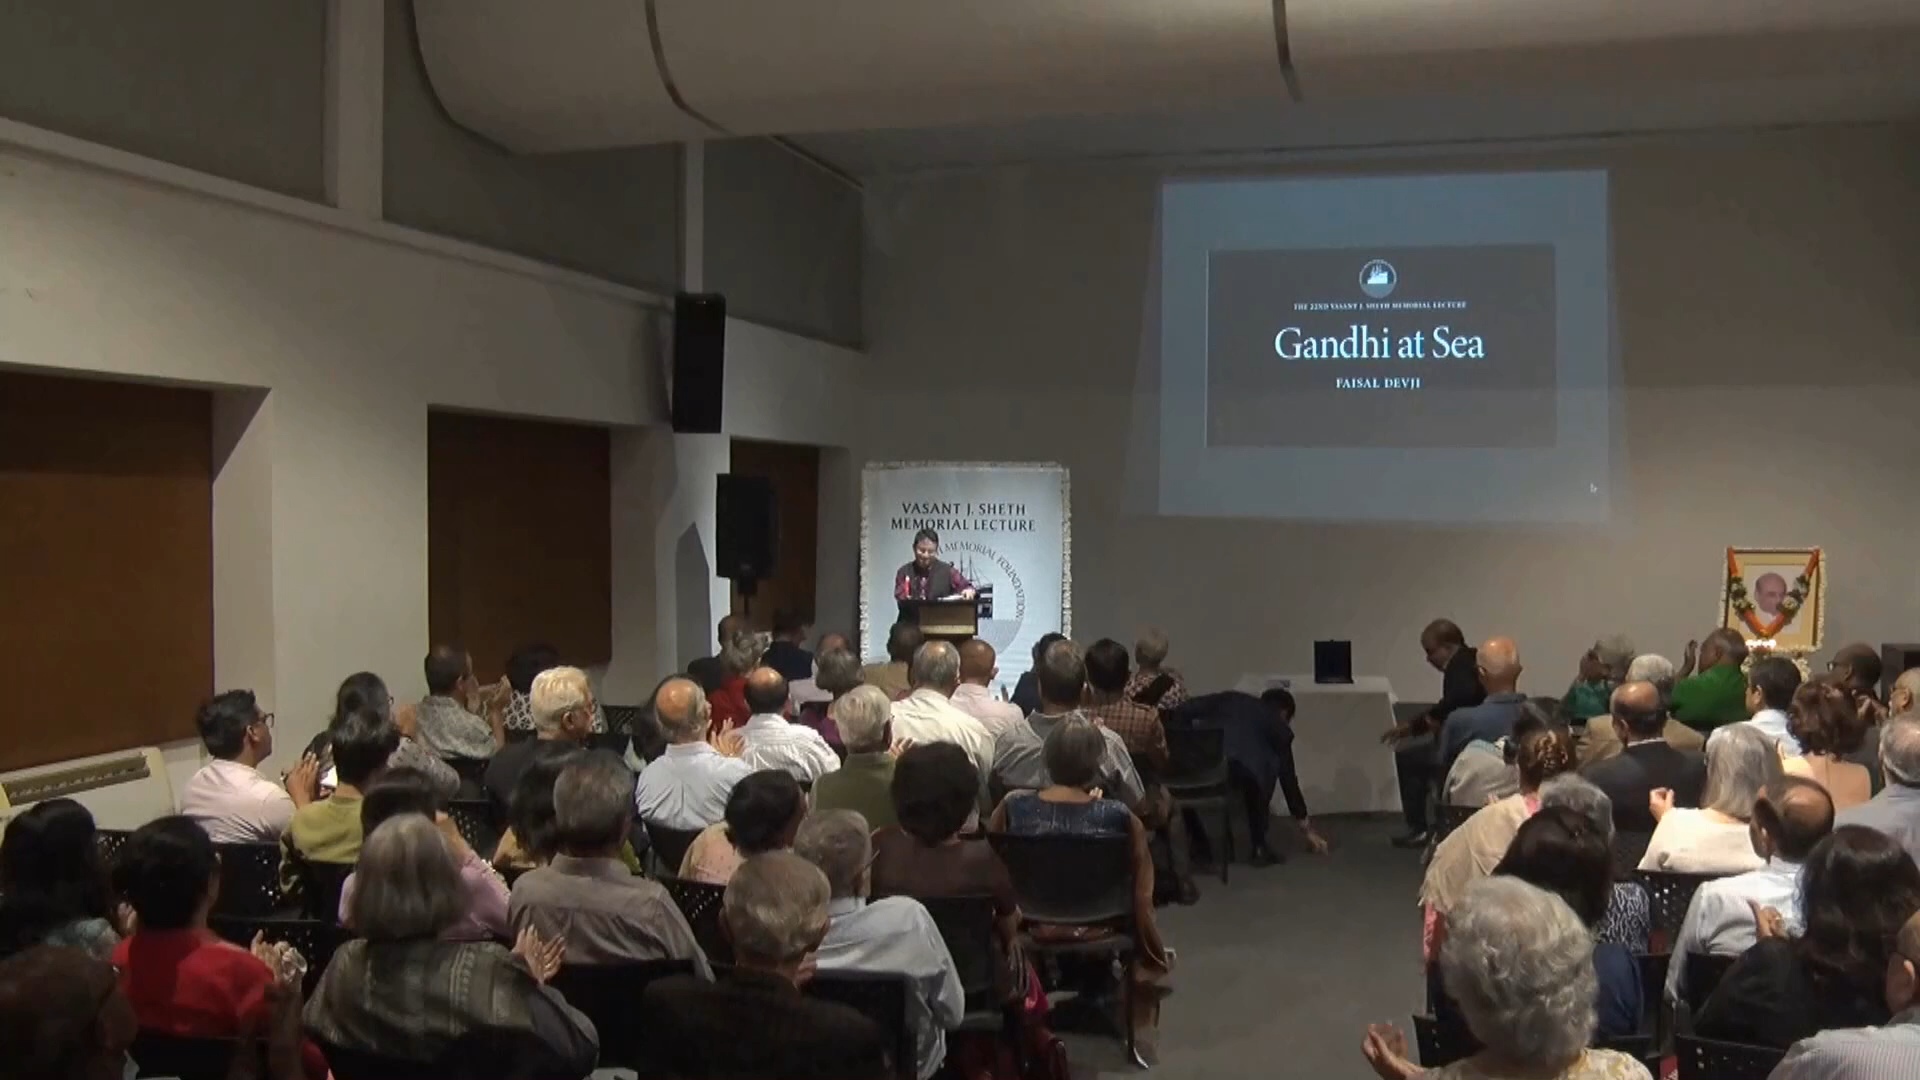 THE 22ND VASANT J. SHETH MEMORIAL LECTURE
Gandhi at Sea
FAISAL DEVJI
VASANT J. SHETH
MEMORIAL LECTURE
MEMORIAL FOUNDATION